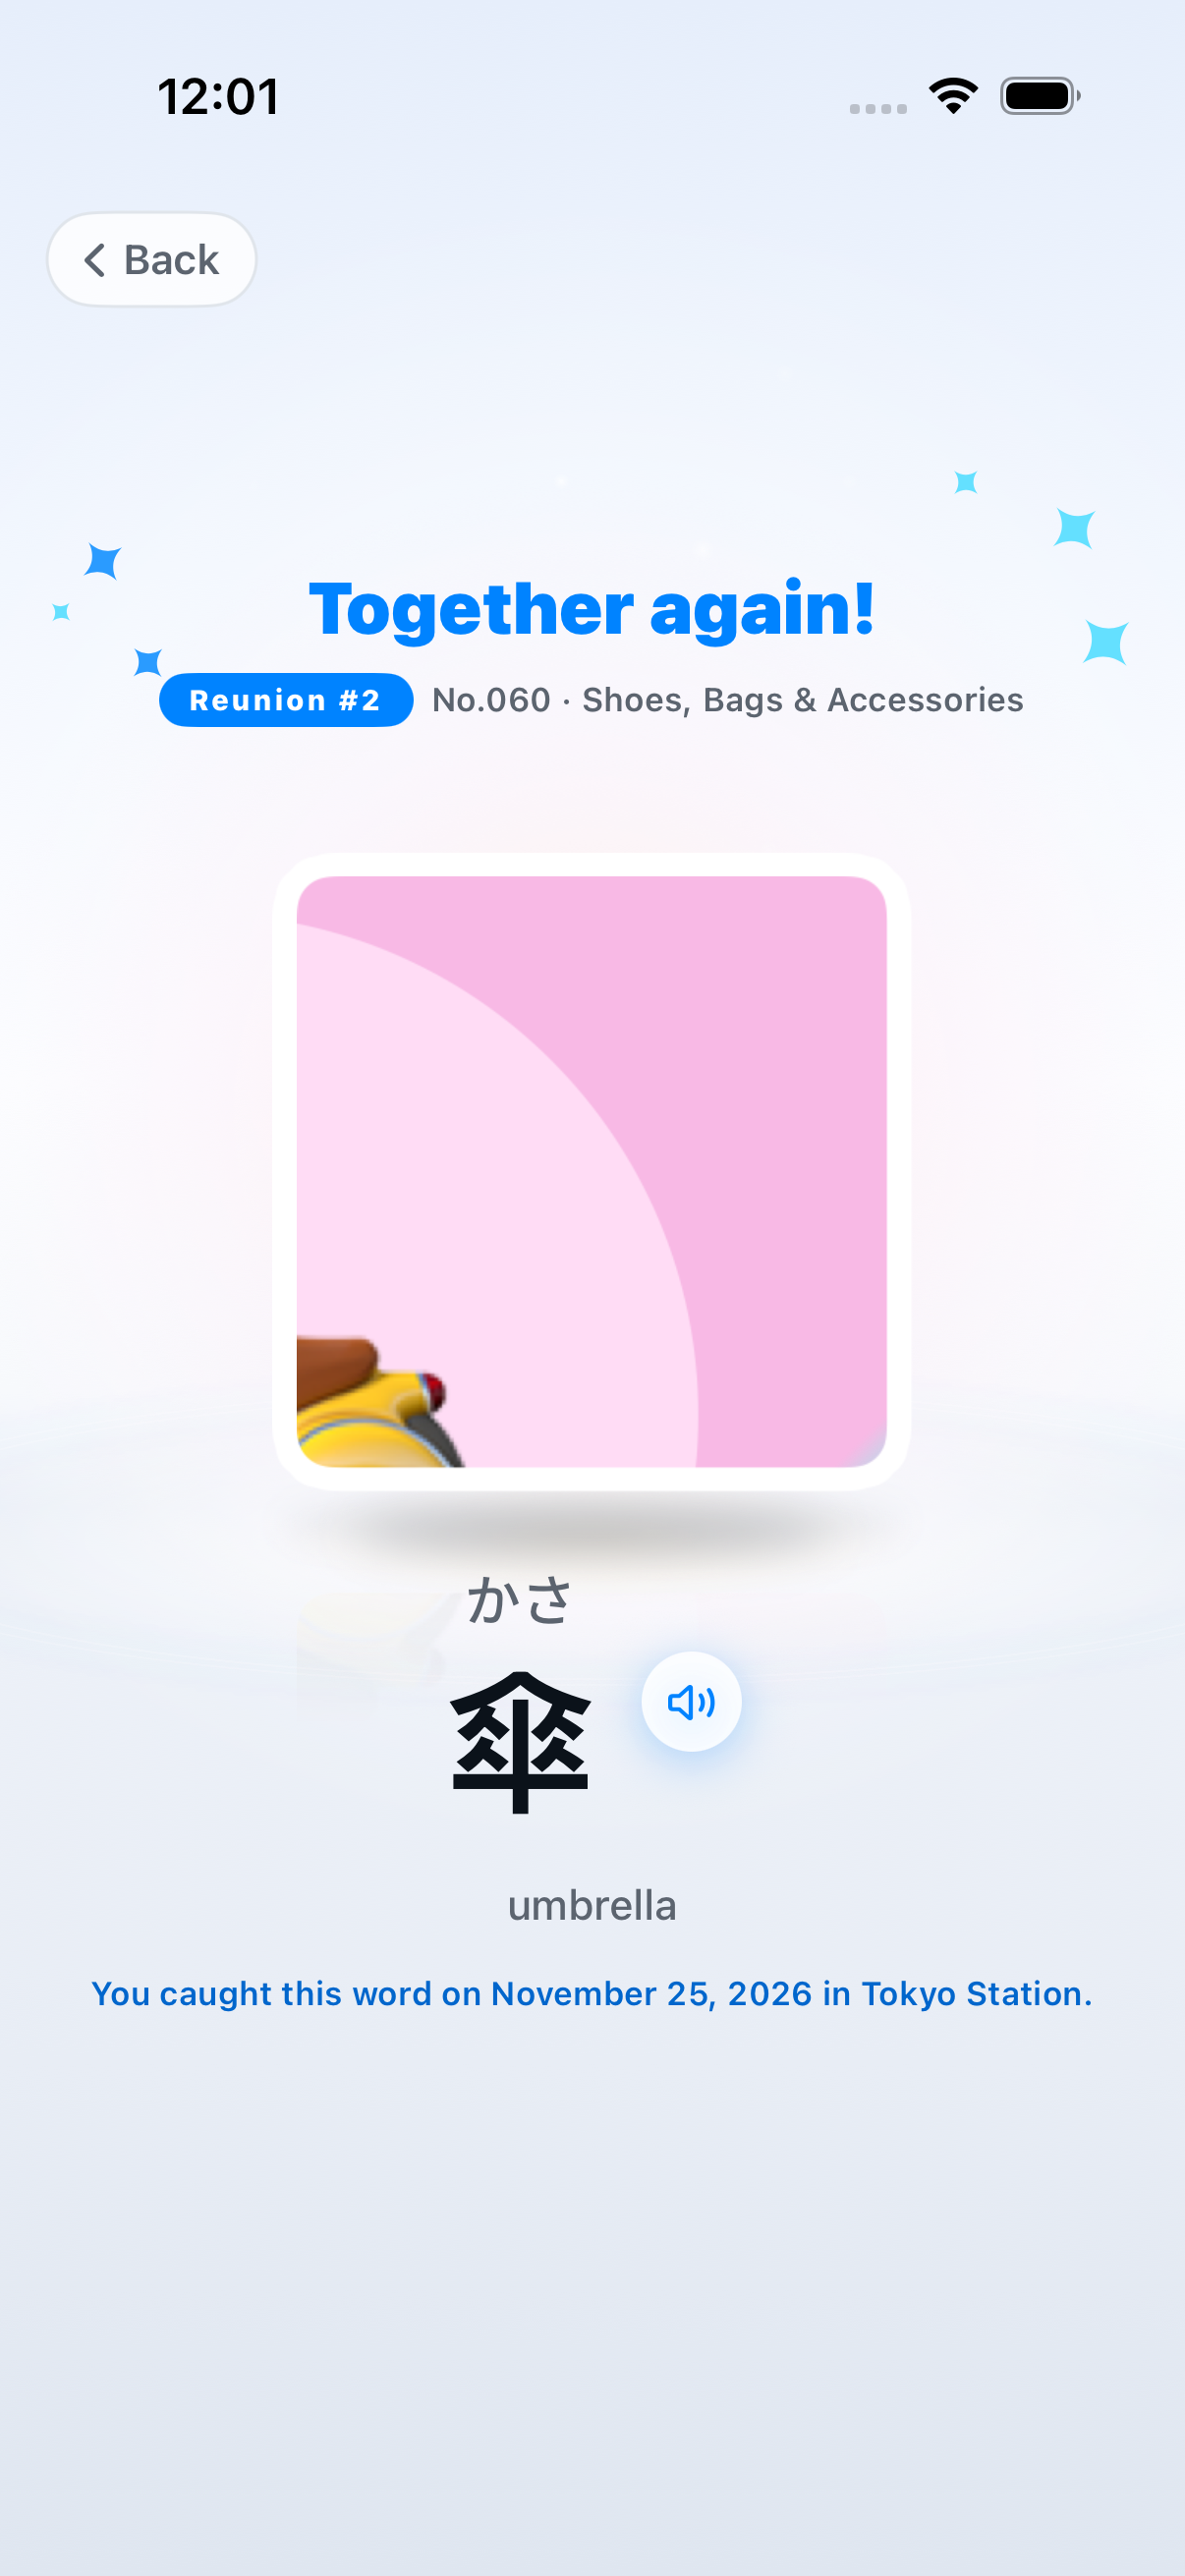 12:01
Back
Together again!
Reunion #2 No.060 · Shoes, Bags & Accessories
かさ
傘
umbrella
You caught this word on November 25, 2026 in Tokyo Station.